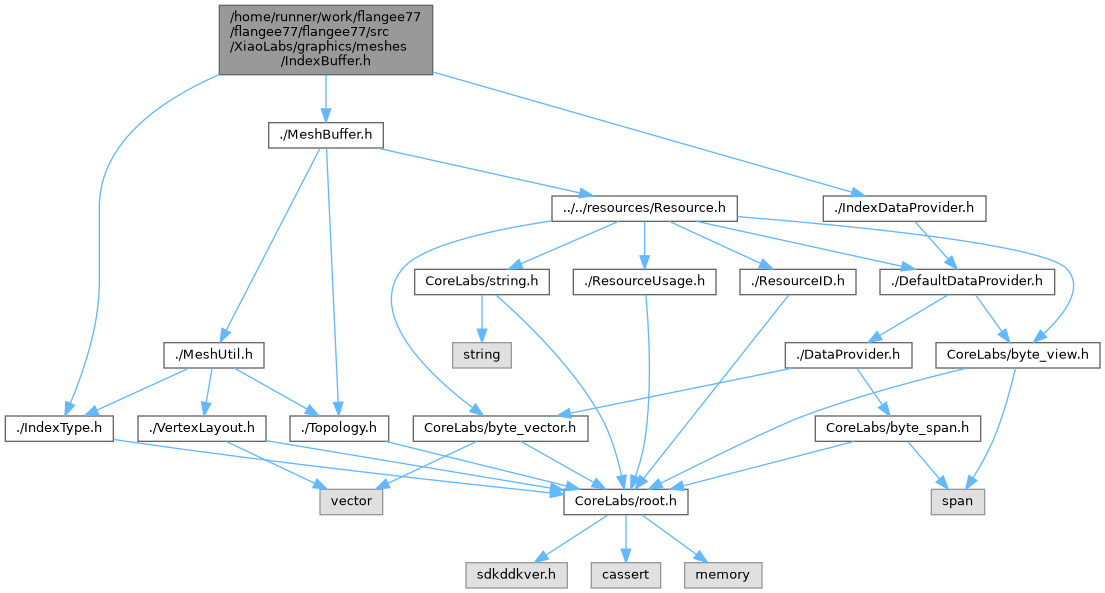 /home/runner/work/flangee77
/flangee77/flangee77/src
/XiaoLabs/graphics/meshes
/IndexBuffer.h
./MeshBuffer.h
../../resources/Resource.h
./IndexDataProvider.h
CoreLabs/string.h
./ResourceUsage.h
./ResourceID.h
./DefaultDataProvider.h
string
./MeshUtil.h
./DataProvider.h
CoreLabs/byte_view.h
./IndexType.h
./VertexLayout.h
./Topology.h
CoreLabs/byte_vector.h
CoreLabs/byte_span.h
vector
CoreLabs/root.h
span
sdkddkver.h
cassert
memory